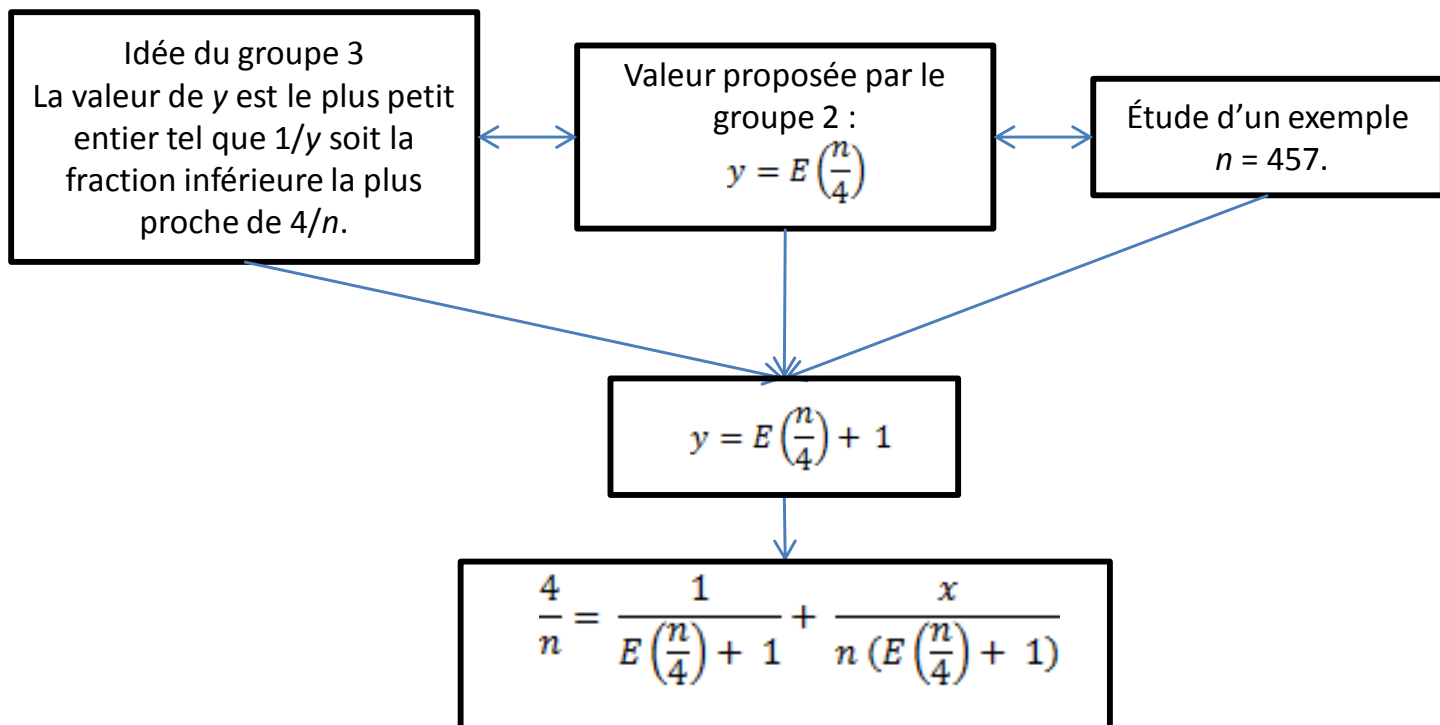 Idée du groupe 3
La valeur de y est le plus petit
entier tel que 1/y soit la
fraction inférieure la plus
proche de 4/n.
Valeur proposée par le
groupe 2 :
y = E(n/4)
Étude d’un exemple
n = 457.
y = E(n/4) + 1
4/n = 1/(E(n/4) + 1) + x/(n (E(n/4) + 1))